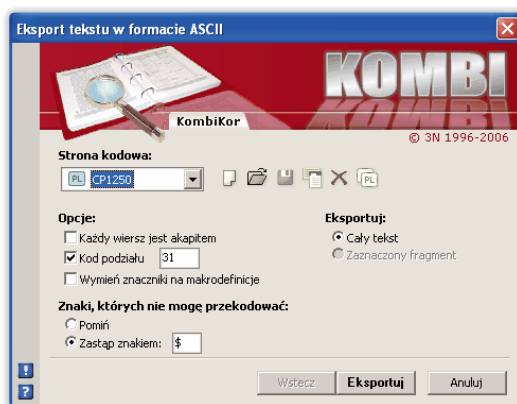 Eksport tekstu w formacie ASCII
KOMBI
KombiKor
© 3N 1996-2006
Strona kodowa:
PL CP1250
PL
Opcje:
Każdy wiersz jest akapitem
Kod podziału 31
Wymień znaczniki na makrodefinicje
Eksportuj:
Cały tekst
Zaznaczony fragment
Znaki, których nie mogę przekodować:
Pomiń
Zastąp znakiem: $
!
?
Wstecz Eksportuj Anuluj